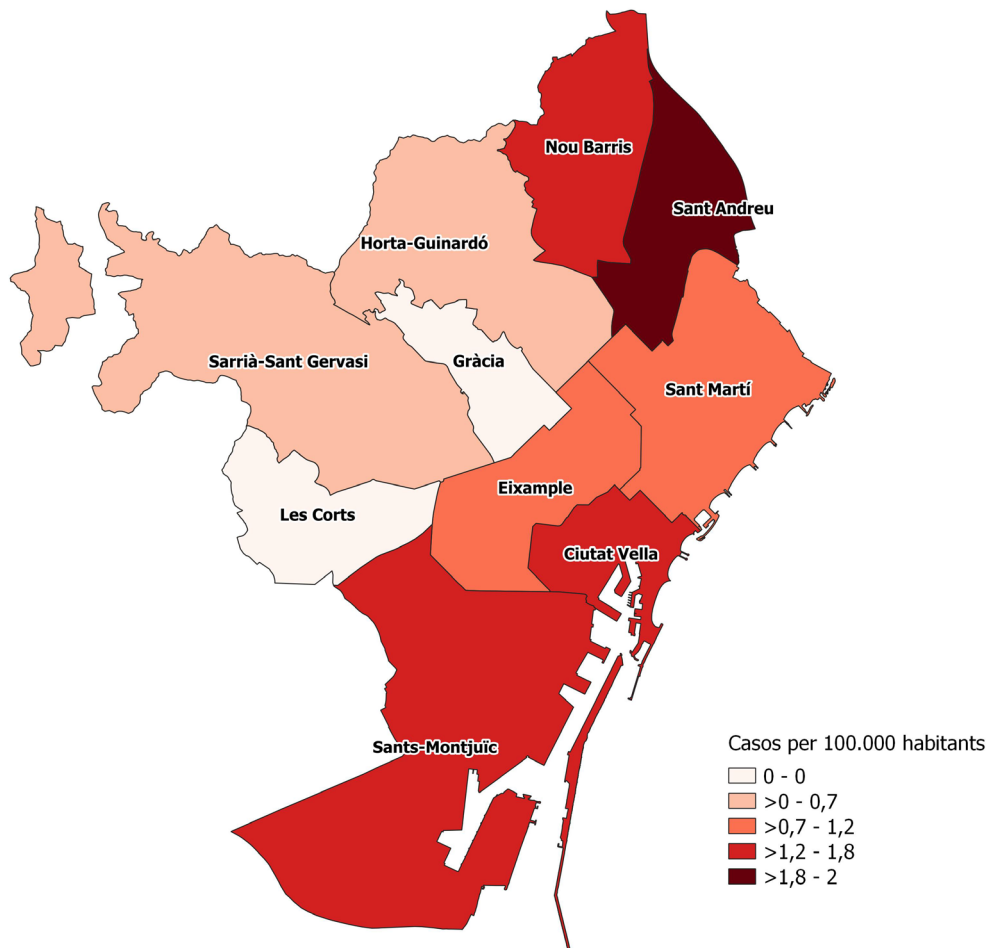 Nou Barris
Sant Andreu
Horta-Guinardó
Sarrià-Sant Gervasi
Gràcia
Sant Martí
Eixample
Les Corts
Ciutat Vella
Sants-Montjuïc
Casos per 100.000 habitants
0 - 0
>0 - 0,7
>0,7 - 1,2
>1,2 - 1,8
>1,8 - 2